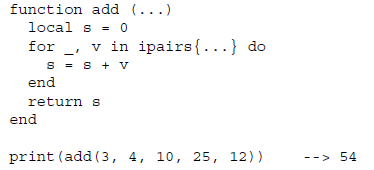 function add (...)
  local s = 0
  for _, v in ipairs{...} do
    s = s + v
  end
  return s
end

print(add(3, 4, 10, 25, 12))    --> 54